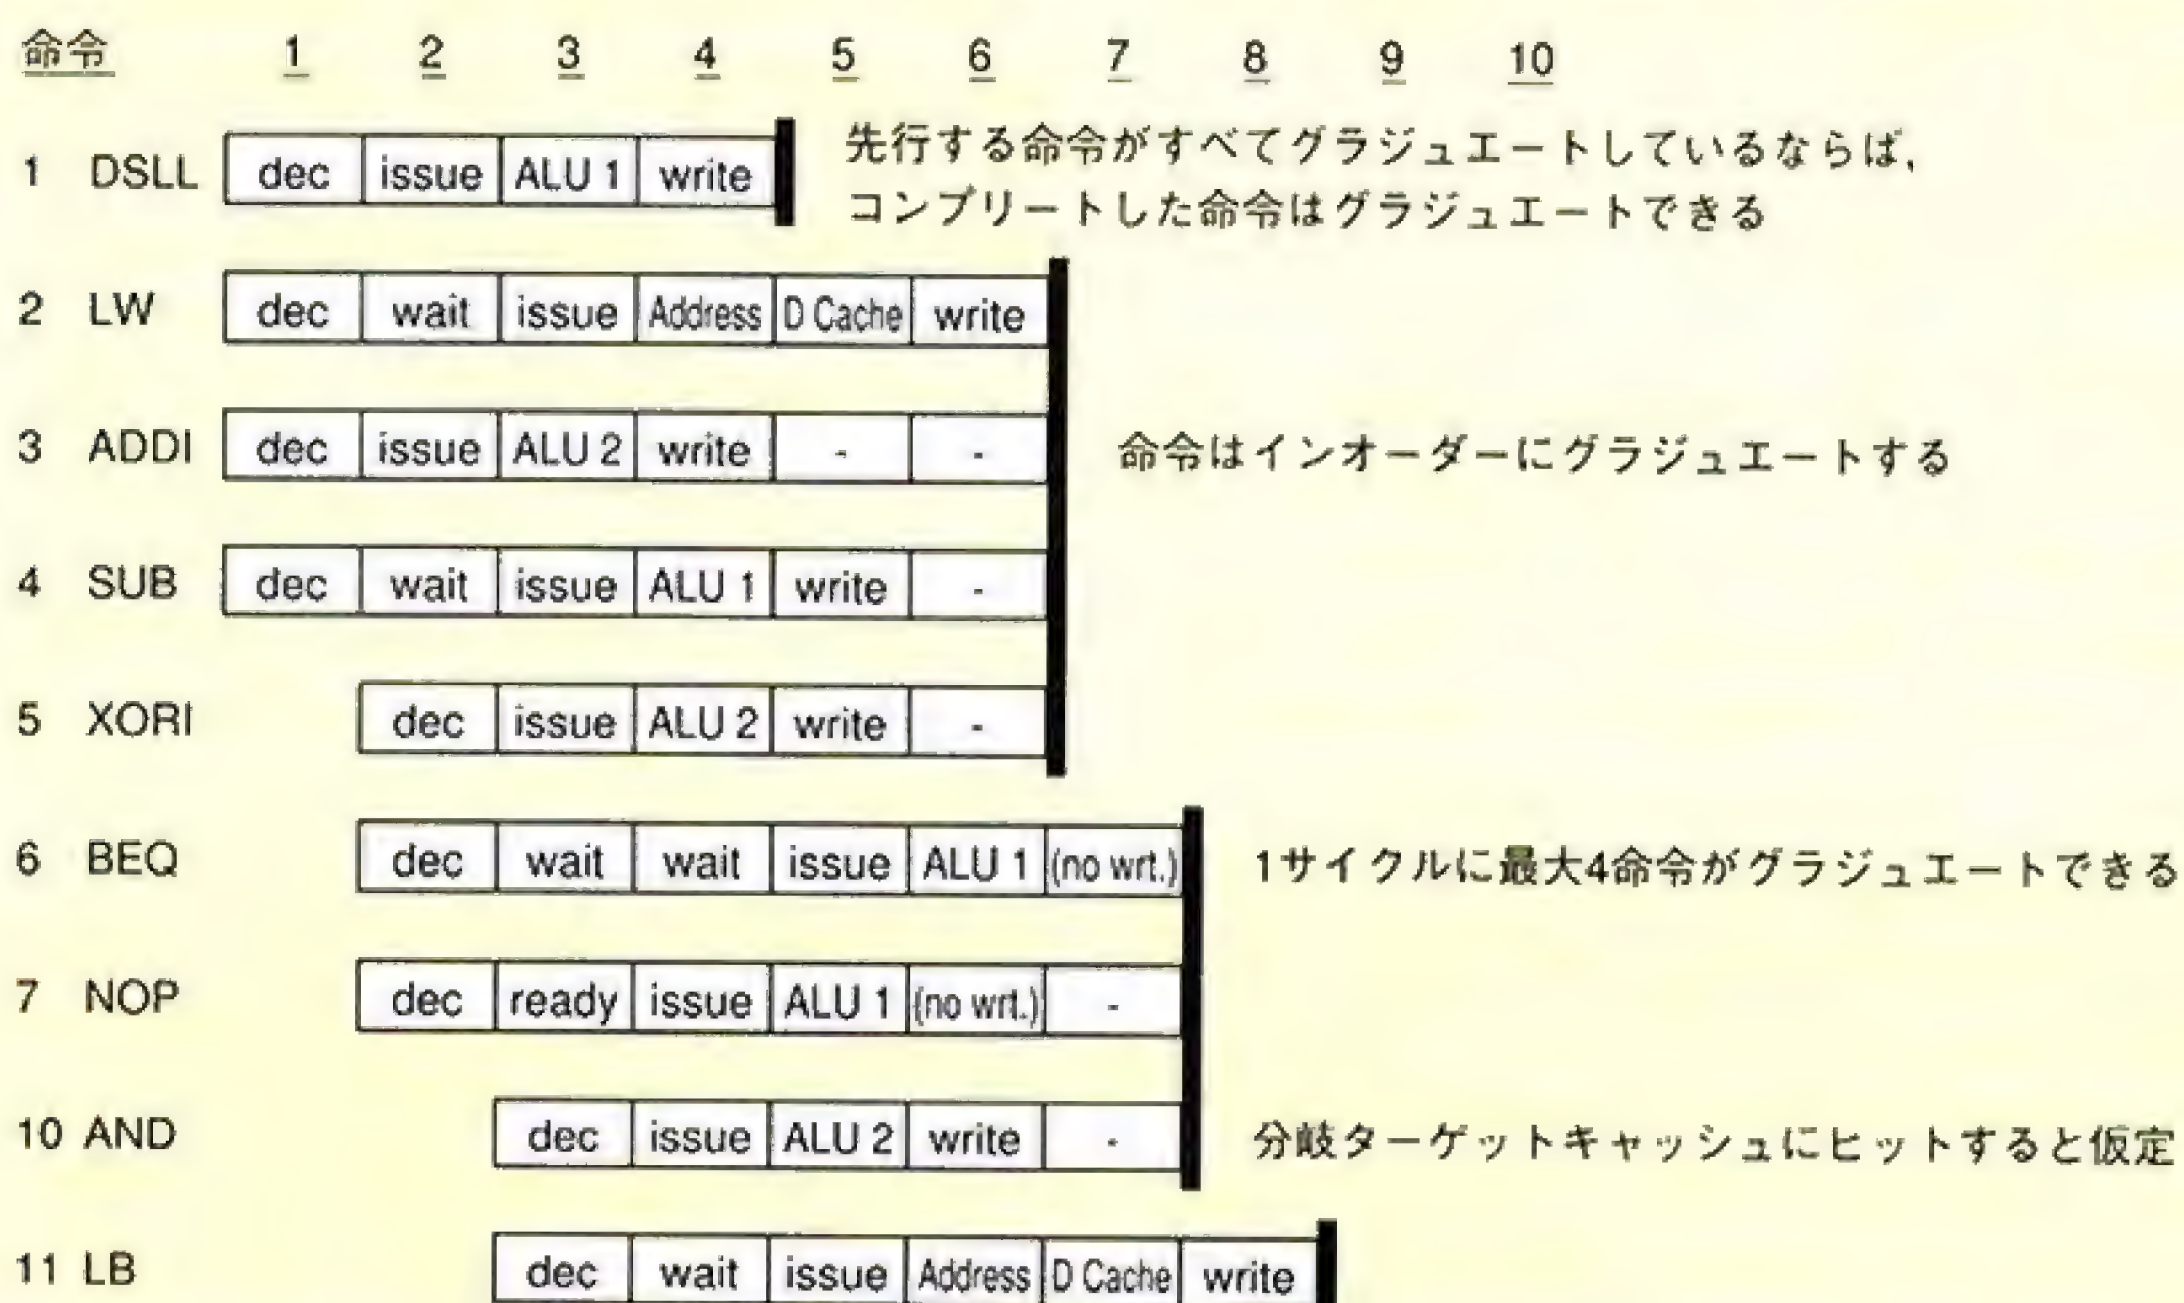 命令 1 2 3 4 5 6 7 8 9 10
1 DSLL dec issue ALU 1 write 先行する命令がすべてグラジュエートしているならば,
コンプリートした命令はグラジュエートできる
2 LW dec wait issue Address D Cache write
3 ADDI dec issue ALU 2 write - - 命令はインオーダーにグラジュエートする
4 SUB dec wait issue ALU 1 write -
5 XORI dec issue ALU 2 write -
6 BEQ dec wait wait issue ALU 1 (no wrt.) 1サイクルに最大4命令がグラジュエートできる
7 NOP dec ready issue ALU 1 (no wrt.) -
10 AND dec issue ALU 2 write - 分岐ターゲットキャッシュにヒットすると仮定
11 LB dec wait issue Address D Cache write